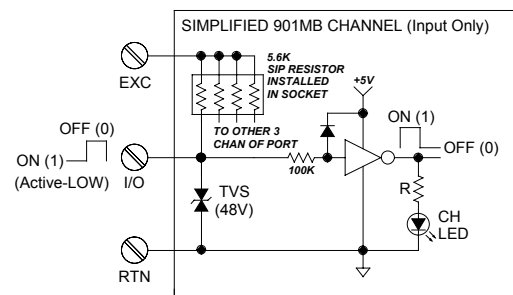 SIMPLIFIED 901MB CHANNEL (Input Only)
EXC
5.6K
SIP RESISTOR
INSTALLED
IN SOCKET
+5V
TO OTHER 3
CHAN OF PORT
OFF (0)
ON (1)
(Active-LOW)
I/O
100K
ON (1)
OFF (0)
TVS
(48V)
R
CH
LED
RTN